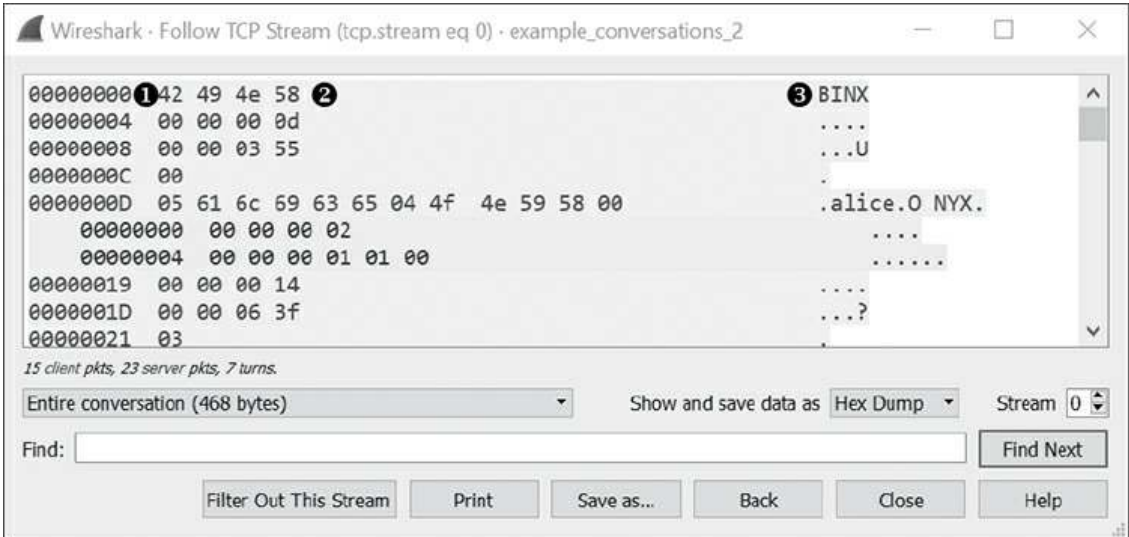 Wireshark · Follow TCP Stream (tcp.stream eq 0) · example_conversations_2
00000000 ❶ 42 49 4e 58 ❷ ❸ BINX
00000004 00 00 00 0d ....
00000008 00 00 03 55 ...U
0000000C 00 .
0000000D 05 61 6c 69 63 65 04 4f 4e 59 58 00 .alice.O NYX.
00000000 00 00 00 02 ....
00000004 00 00 00 01 01 00 ......
00000019 00 00 00 14 ....
0000001D 00 00 06 3f ...?
00000021 03 .
15 client pkts, 23 server pkts, 7 turns.
Entire conversation (468 bytes) Show and save data as Hex Dump Stream 0
Find: Find Next
Filter Out This Stream Print Save as... Back Close Help